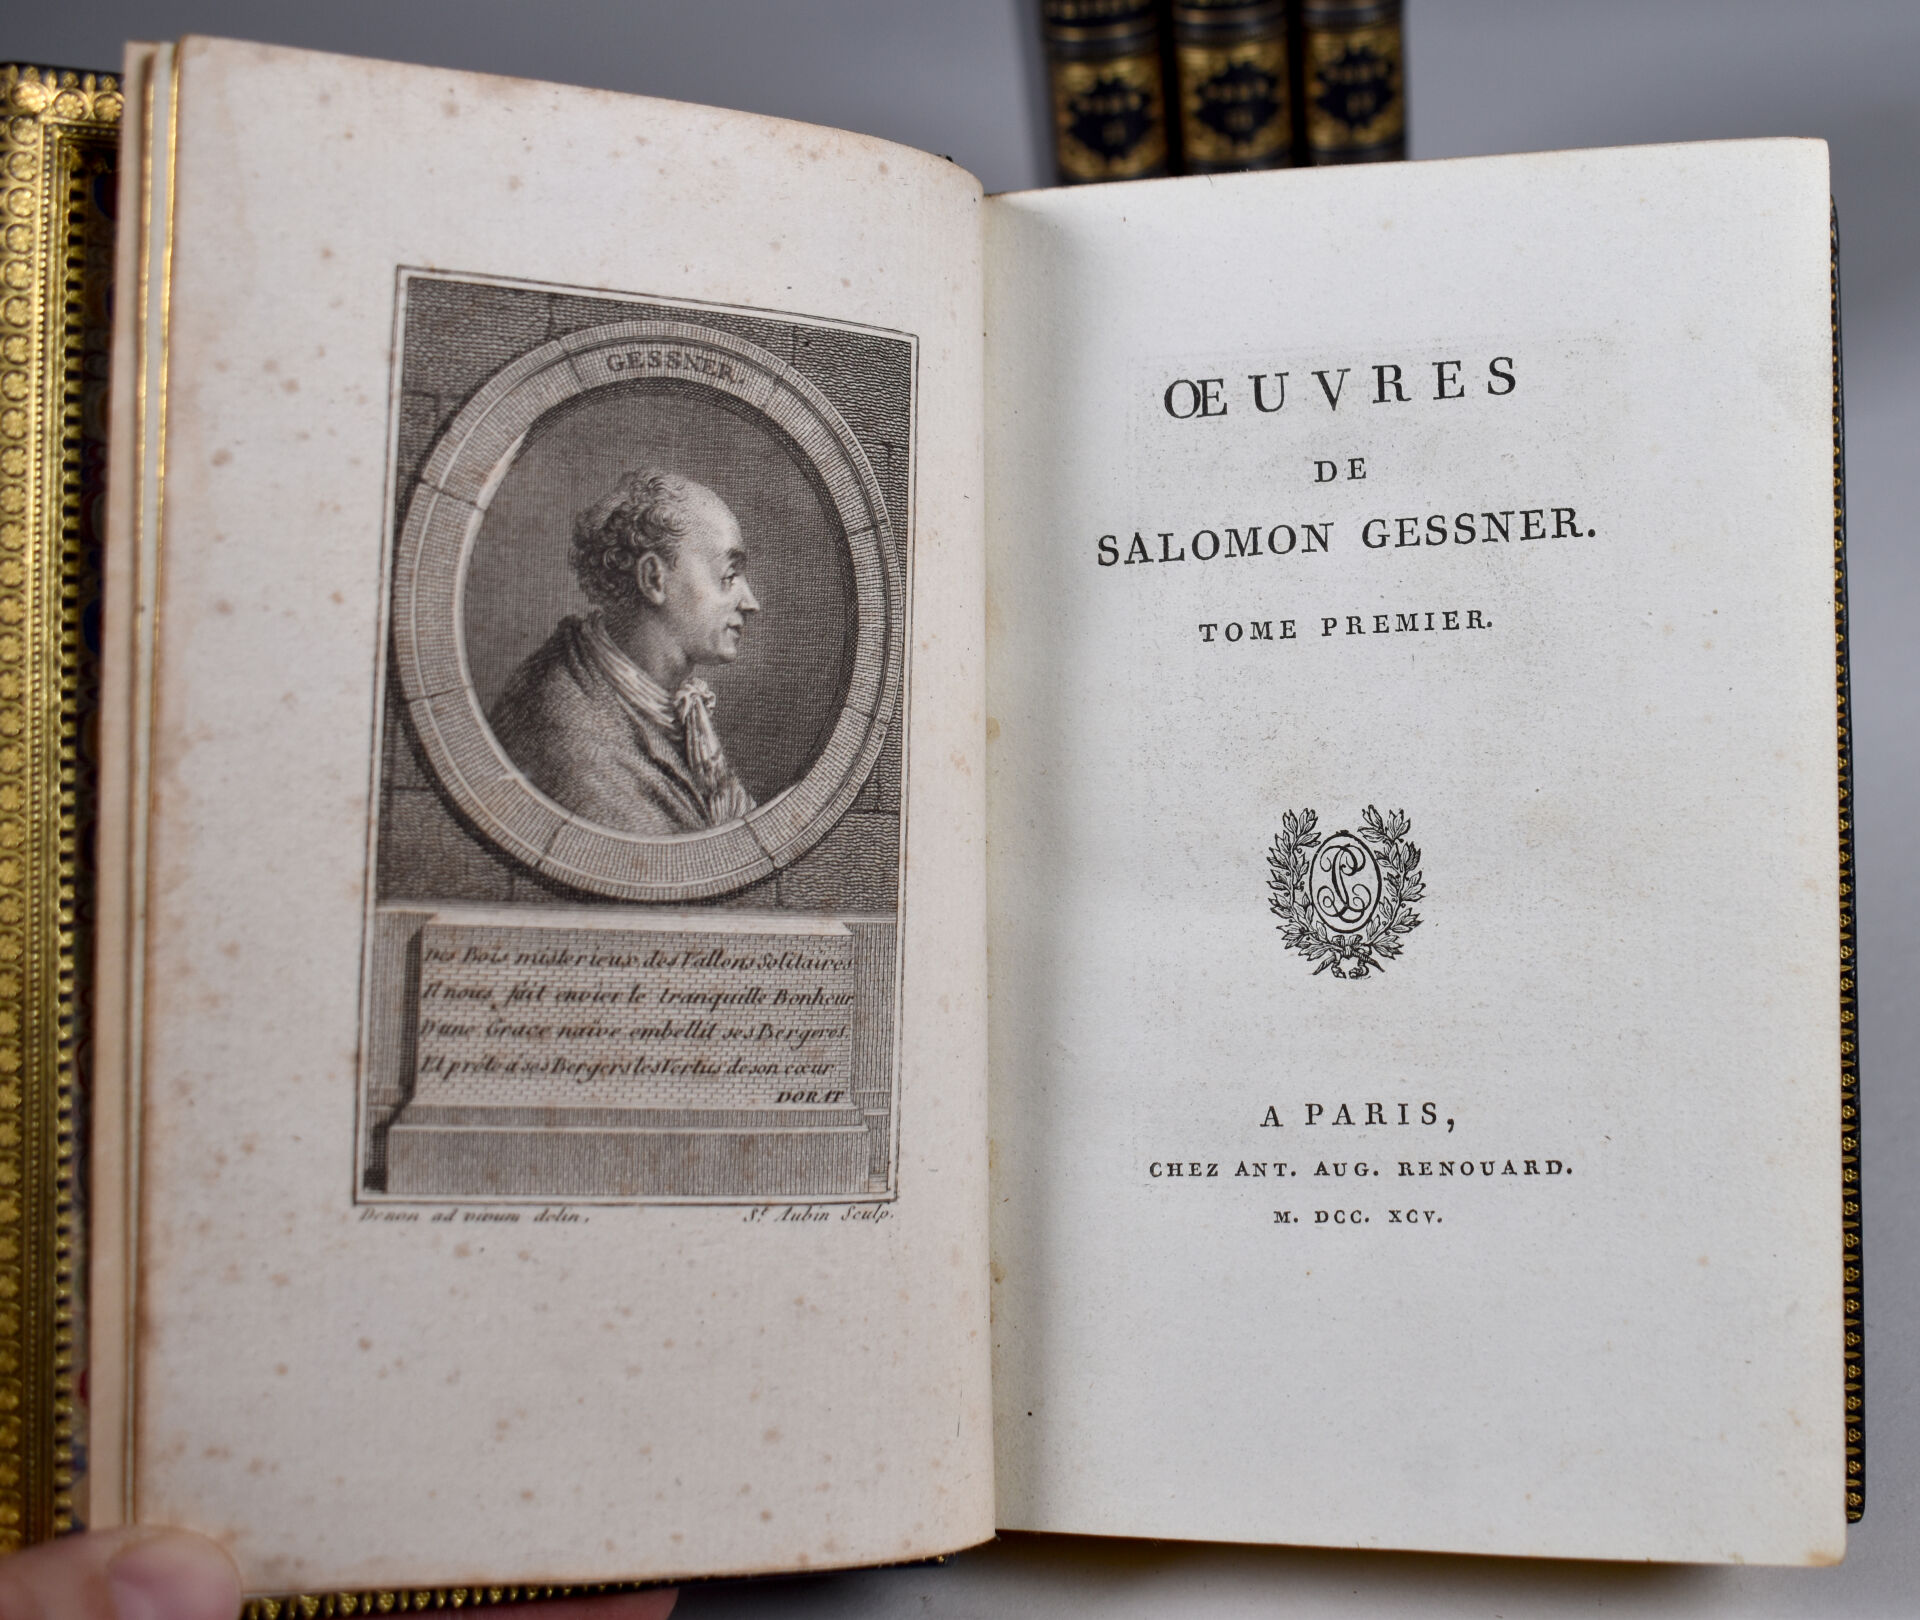 GESSNER.
Des Bois misterieux des Vallons Solitaires
Il nous fait envier le tranquille Bonheur
D'une Grace naïve embellit ses Bergeres
Et prête a ses Bergers les Vertus de son cœur
DORAT
Denon ad vivum delin.
St. Aubin Sculp.
ŒUVRES
DE
SALOMON GESSNER.
TOME PREMIER.
A PARIS,
CHEZ ANT. AUG. RENOUARD.
M. DCC. XCV.